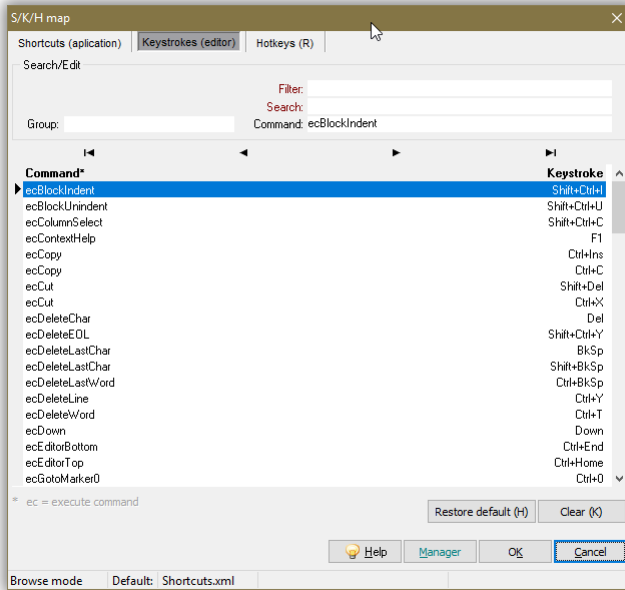 S/K/H map
Shortcuts (aplication) Keystrokes (editor) Hotkeys (R)
Search/Edit
Filter:
Search:
Group: Command: ecBlockIndent
Command* Keystroke
ecBlockIndent Shift+Ctrl+I
ecBlockUnindent Shift+Ctrl+U
ecColumnSelect Shift+Ctrl+C
ecContextHelp F1
ecCopy Ctrl+Ins
ecCopy Ctrl+C
ecCut Shift+Del
ecCut Ctrl+X
ecDeleteChar Del
ecDeleteEOL Shift+Ctrl+Y
ecDeleteLastChar BkSp
ecDeleteLastChar Shift+BkSp
ecDeleteLastWord Ctrl+BkSp
ecDeleteLine Ctrl+Y
ecDeleteWord Ctrl+T
ecDown Down
ecEditorBottom Ctrl+End
ecEditorTop Ctrl+Home
ecGotoMarker0 Ctrl+0
* ec = execute command
Restore default (H) Clear (K)
Help Manager OK Cancel
Browse mode Default: Shortcuts.xml